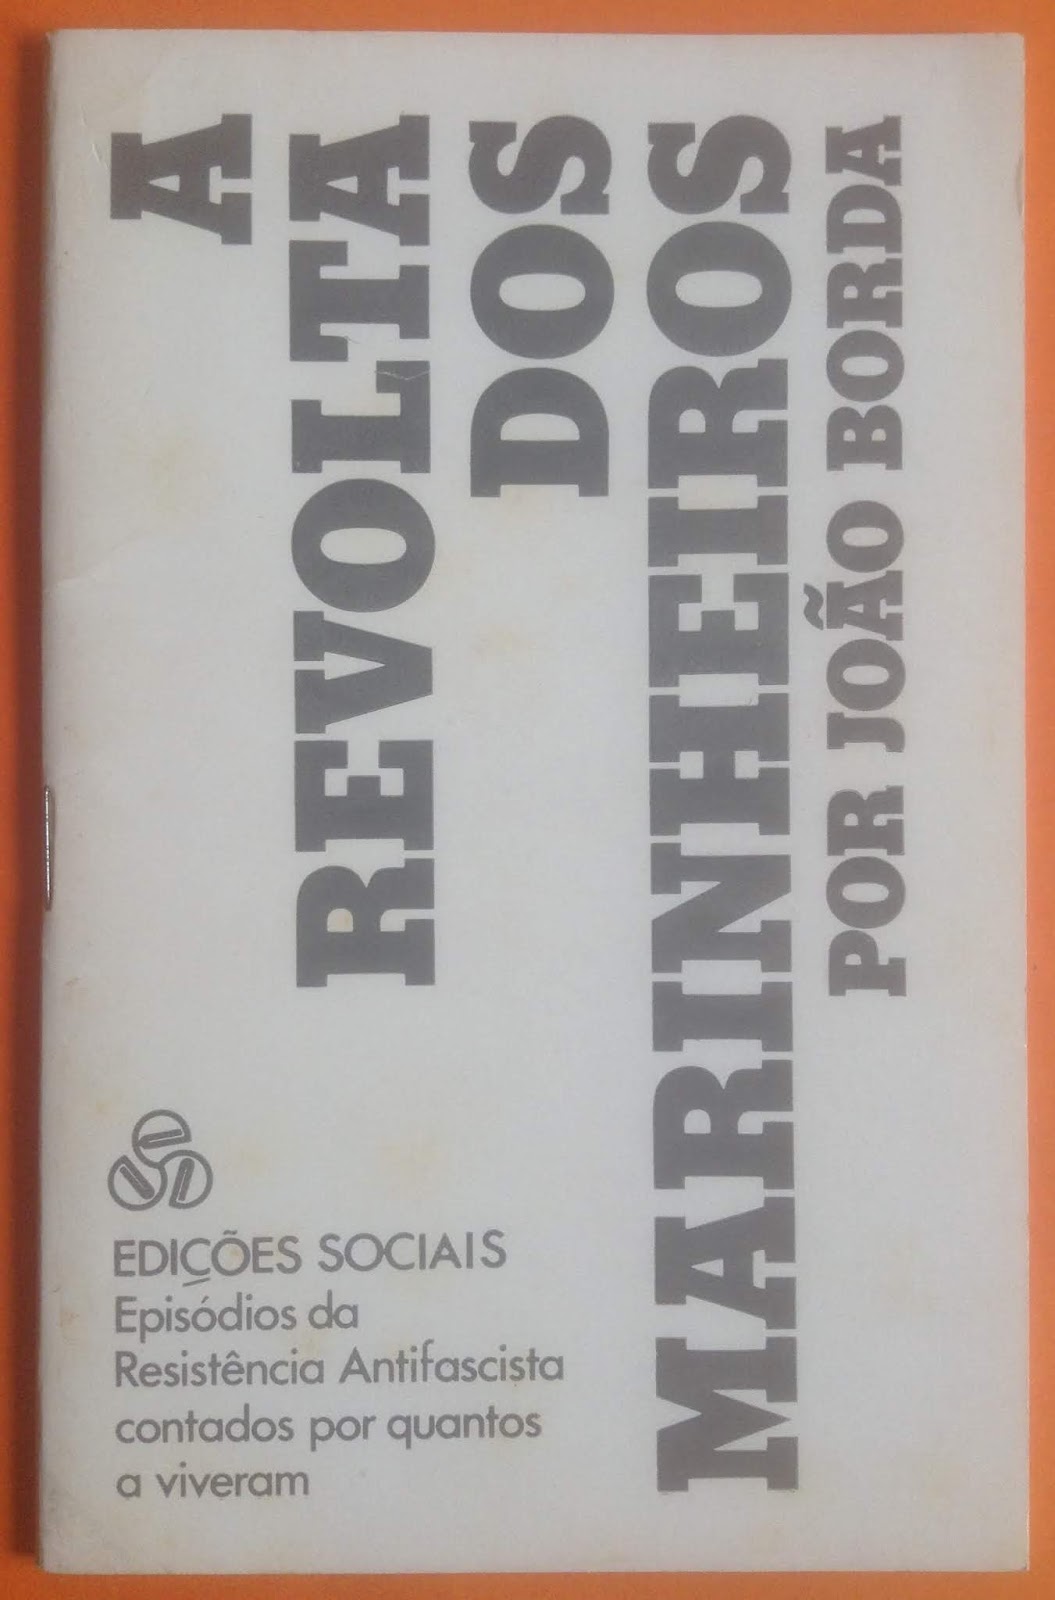 A
REVOLTA
DOS
MARINHEIROS
POR JOÃO BORDA
EDIÇÕES SOCIAIS
Episódios da
Resistência Antifascista
contados por quantos
a viveram